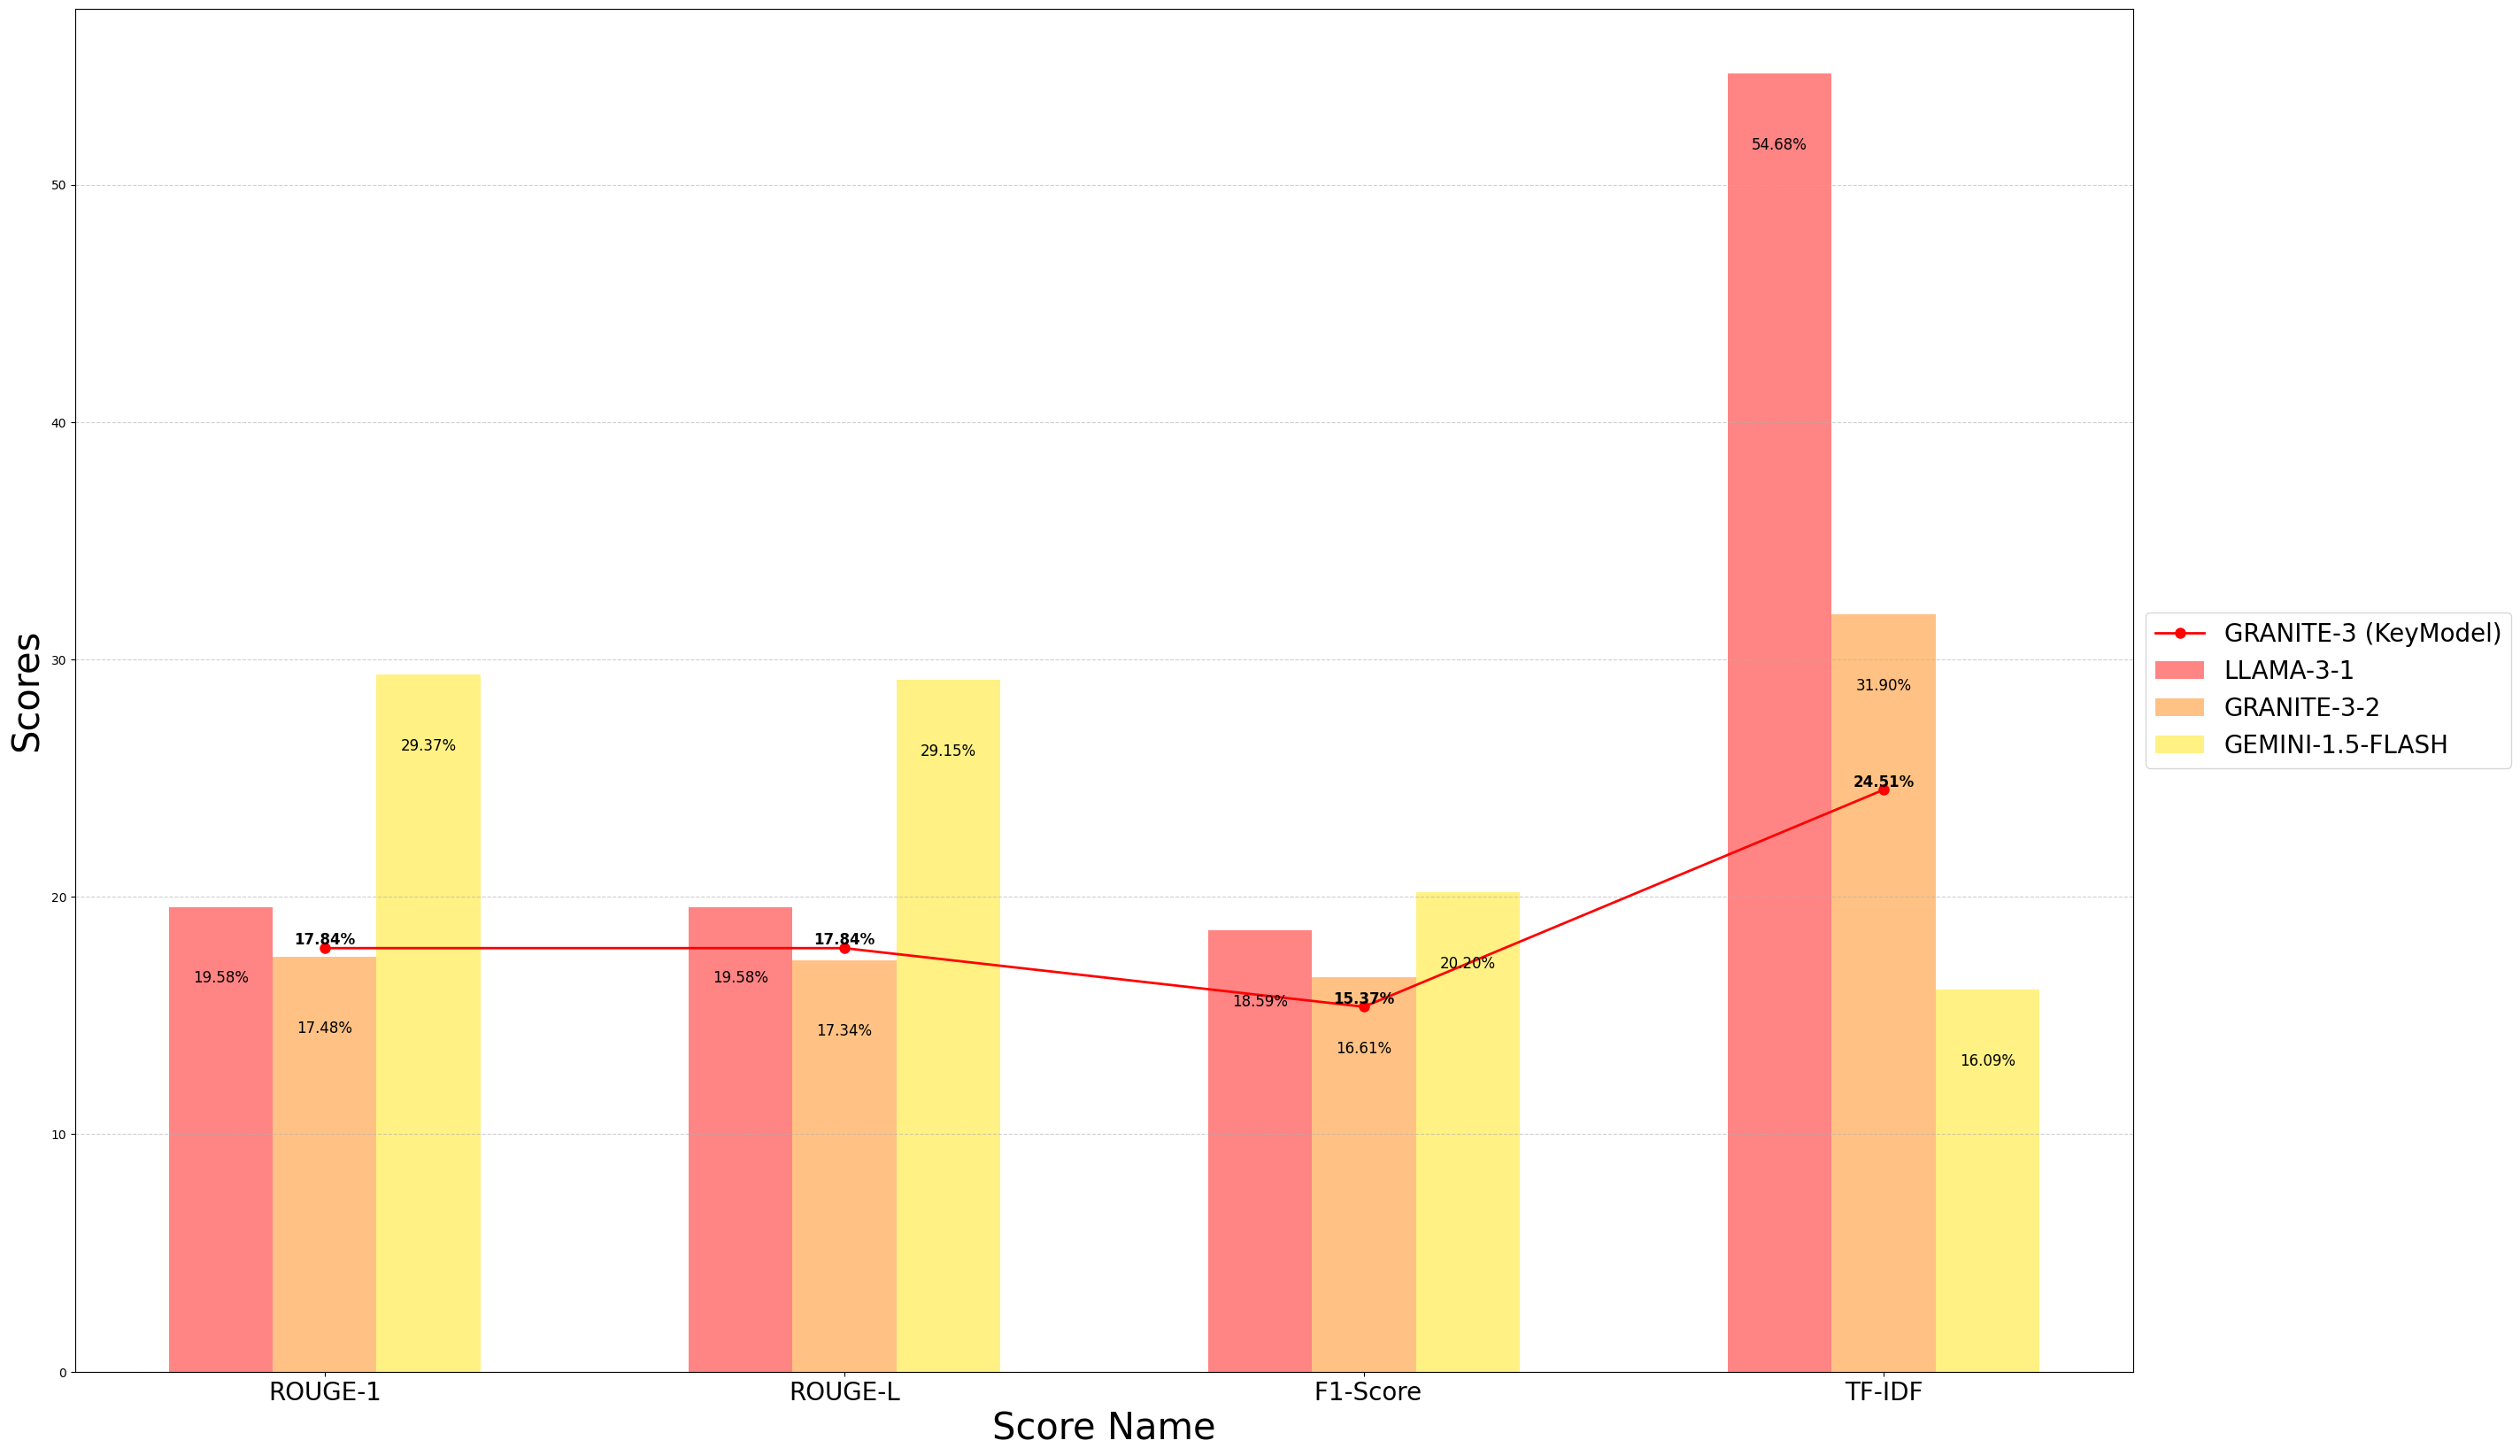 Scores
50
40
30
20
10
0
54.68%
31.90%
29.37%
29.15%
24.51%
17.84%
17.84%
20.20%
19.58%
19.58%
18.59%
15.37%
17.48%
17.34%
16.61%
16.09%
ROUGE-1
ROUGE-L
F1-Score
TF-IDF
Score Name
GRANITE-3 (KeyModel)
LLAMA-3-1
GRANITE-3-2
GEMINI-1.5-FLASH